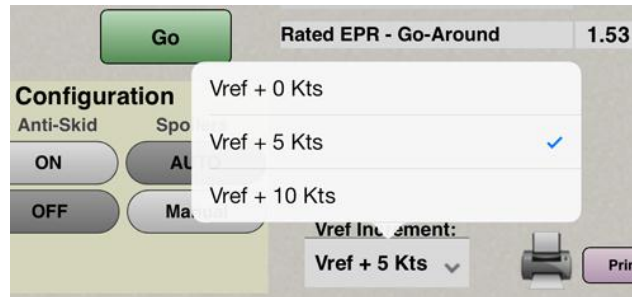 Go
Rated EPR - Go-Around 1.53
Configuration
Anti-Skid
ON
OFF
Vref + 0 Kts
Vref + 5 Kts
Vref + 10 Kts
Vref Increment:
Vref + 5 Kts